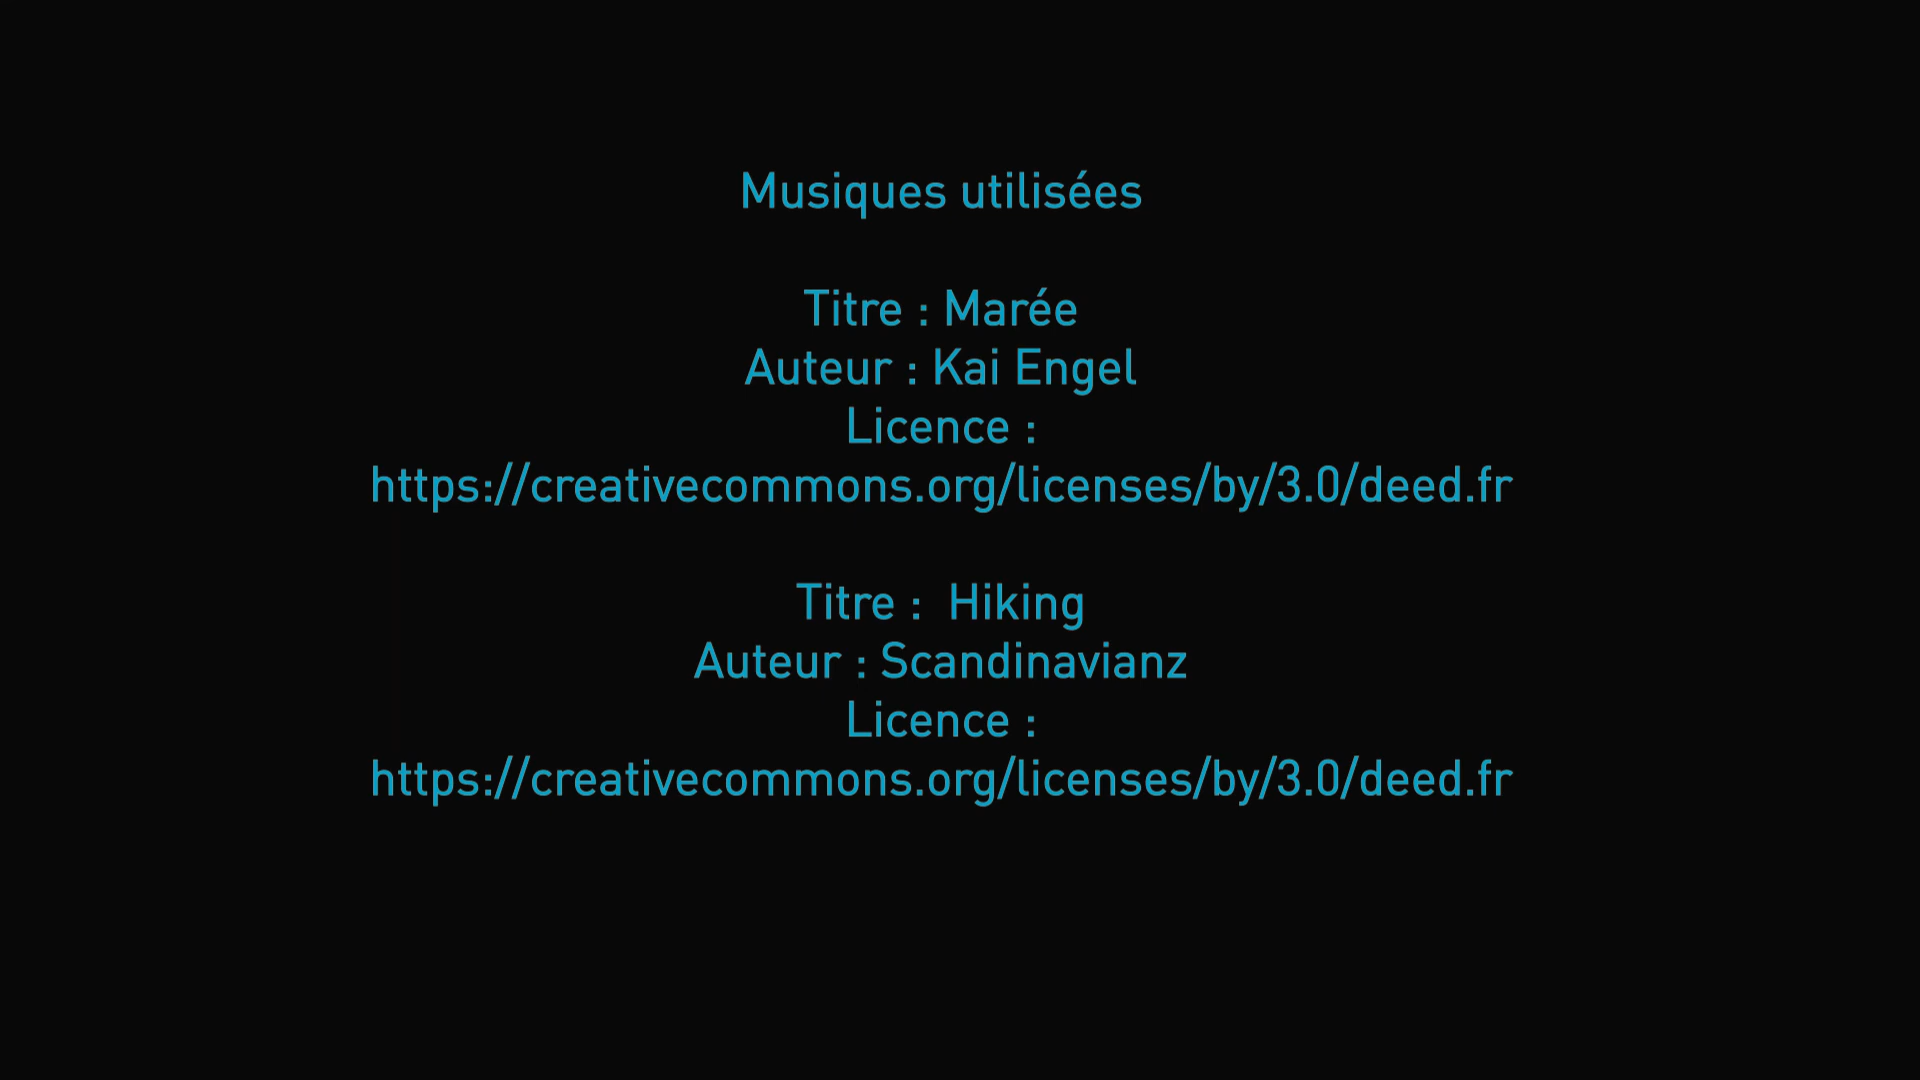 Musiques utilisées
Titre : Marée
Auteur : Kai Engel
Licence :
https://creativecommons.org/licenses/by/3.0/deed.fr
Titre :  Hiking
Auteur : Scandinavianz
Licence :
https://creativecommons.org/licenses/by/3.0/deed.fr